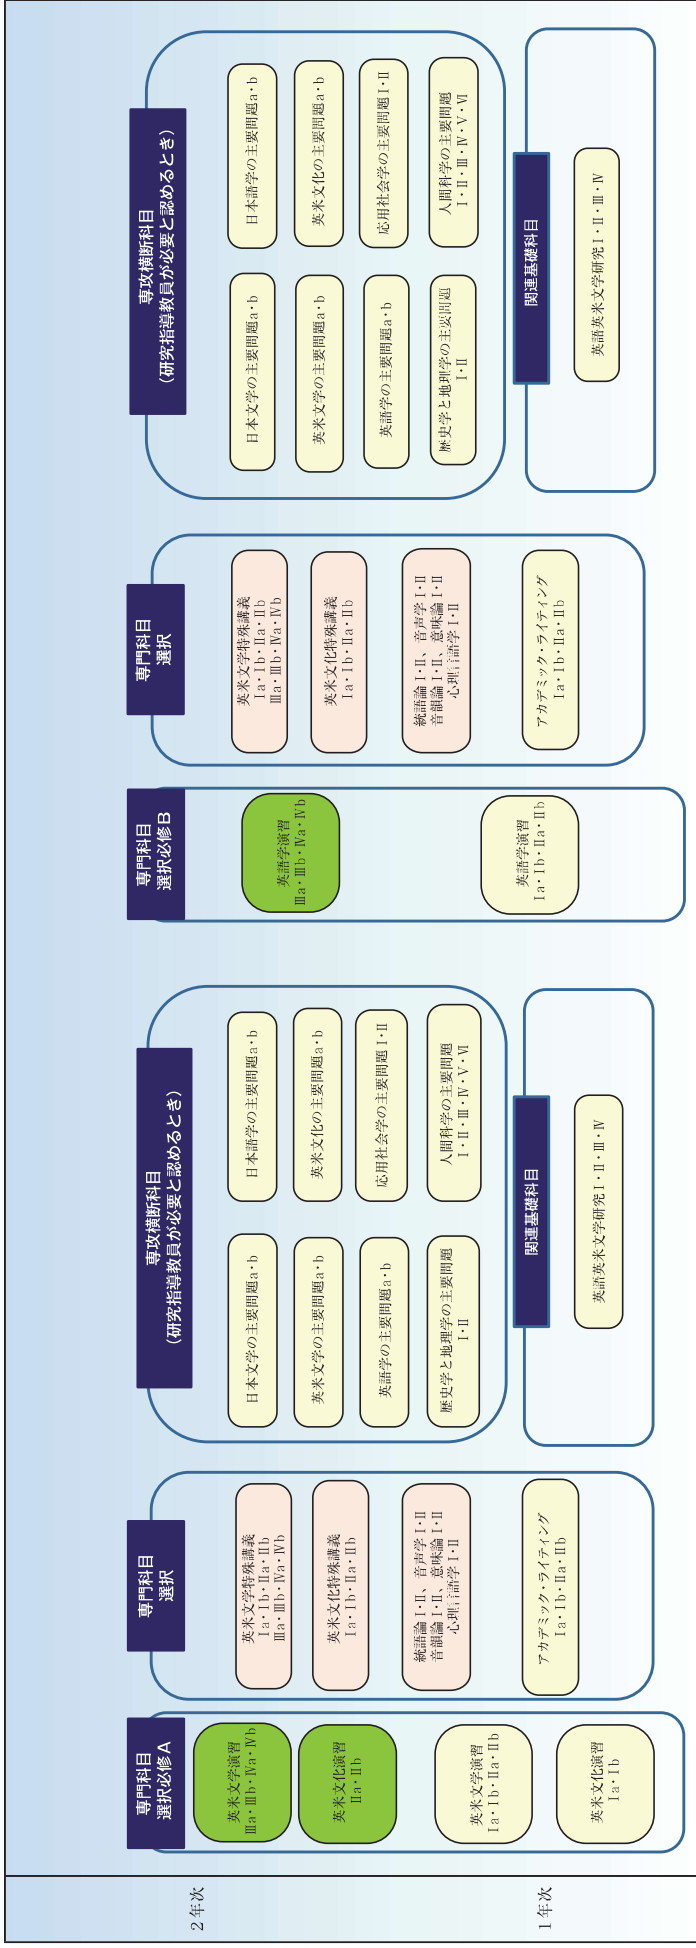 2年次
1年次
専門科目
選択必修A
英米文学演習
Ⅲa・Ⅲb・Ⅳa・Ⅳb
英米文化演習
Ⅱa・Ⅱb
英米文学演習
Ⅰa・Ⅰb・Ⅱa・Ⅱb
英米文化演習
Ⅰa・Ⅰb
専門科目
選択
英米文学特殊講義
Ⅰa・Ⅰb・Ⅱa・Ⅱb
Ⅲa・Ⅲb・Ⅳa・Ⅳb
英米文化特殊講義
Ⅰa・Ⅰb・Ⅱa・Ⅱb
統語論Ⅰ・Ⅱ、音声学Ⅰ・Ⅱ
音韻論Ⅰ・Ⅱ、意味論Ⅰ・Ⅱ
心理言語学Ⅰ・Ⅱ
アカデミック・ライティング
Ⅰa・Ⅰb・Ⅱa・Ⅱb
専攻横断科目
(研究指導教員が必要と認めるとき)
日本文学の主要問題a・b
日本語学の主要問題a・b
英米文学の主要問題a・b
英米文化の主要問題a・b
英語学の主要問題a・b
応用社会学の主要問題Ⅰ・Ⅱ
歴史学と地理学の主要問題
Ⅰ・Ⅱ
人間科学の主要問題
Ⅰ・Ⅱ・Ⅲ・Ⅳ・Ⅴ・Ⅵ
関連基礎科目
英語英米文学研究Ⅰ・Ⅱ・Ⅲ・Ⅳ
専門科目
選択必修B
英語学演習
Ⅲa・Ⅲb・Ⅳa・Ⅳb
英語学演習
Ⅰa・Ⅰb・Ⅱa・Ⅱb
専門科目
選択
英米文学特殊講義
Ⅰa・Ⅰb・Ⅱa・Ⅱb
Ⅲa・Ⅲb・Ⅳa・Ⅳb
英米文化特殊講義
Ⅰa・Ⅰb・Ⅱa・Ⅱb
統語論Ⅰ・Ⅱ、音声学Ⅰ・Ⅱ
音韻論Ⅰ・Ⅱ、意味論Ⅰ・Ⅱ
心理言語学Ⅰ・Ⅱ
アカデミック・ライティング
Ⅰa・Ⅰb・Ⅱa・Ⅱb
専攻横断科目
(研究指導教員が必要と認めるとき)
日本文学の主要問題a・b
日本語学の主要問題a・b
英米文学の主要問題a・b
英米文化の主要問題a・b
英語学の主要問題a・b
応用社会学の主要問題Ⅰ・Ⅱ
歴史学と地理学の主要問題
Ⅰ・Ⅱ
人間科学の主要問題
Ⅰ・Ⅱ・Ⅲ・Ⅳ・Ⅴ・Ⅵ
関連基礎科目
英語英米文学研究Ⅰ・Ⅱ・Ⅲ・Ⅳ